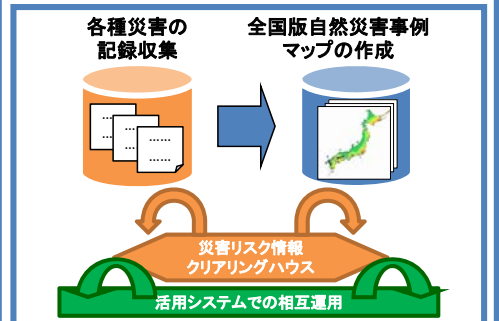 各種災害の
記録収集
全国版自然災害事例
マップの作成
……
……
……
……
……
災害リスク情報
クリアリングハウス
活用システムでの相互運用